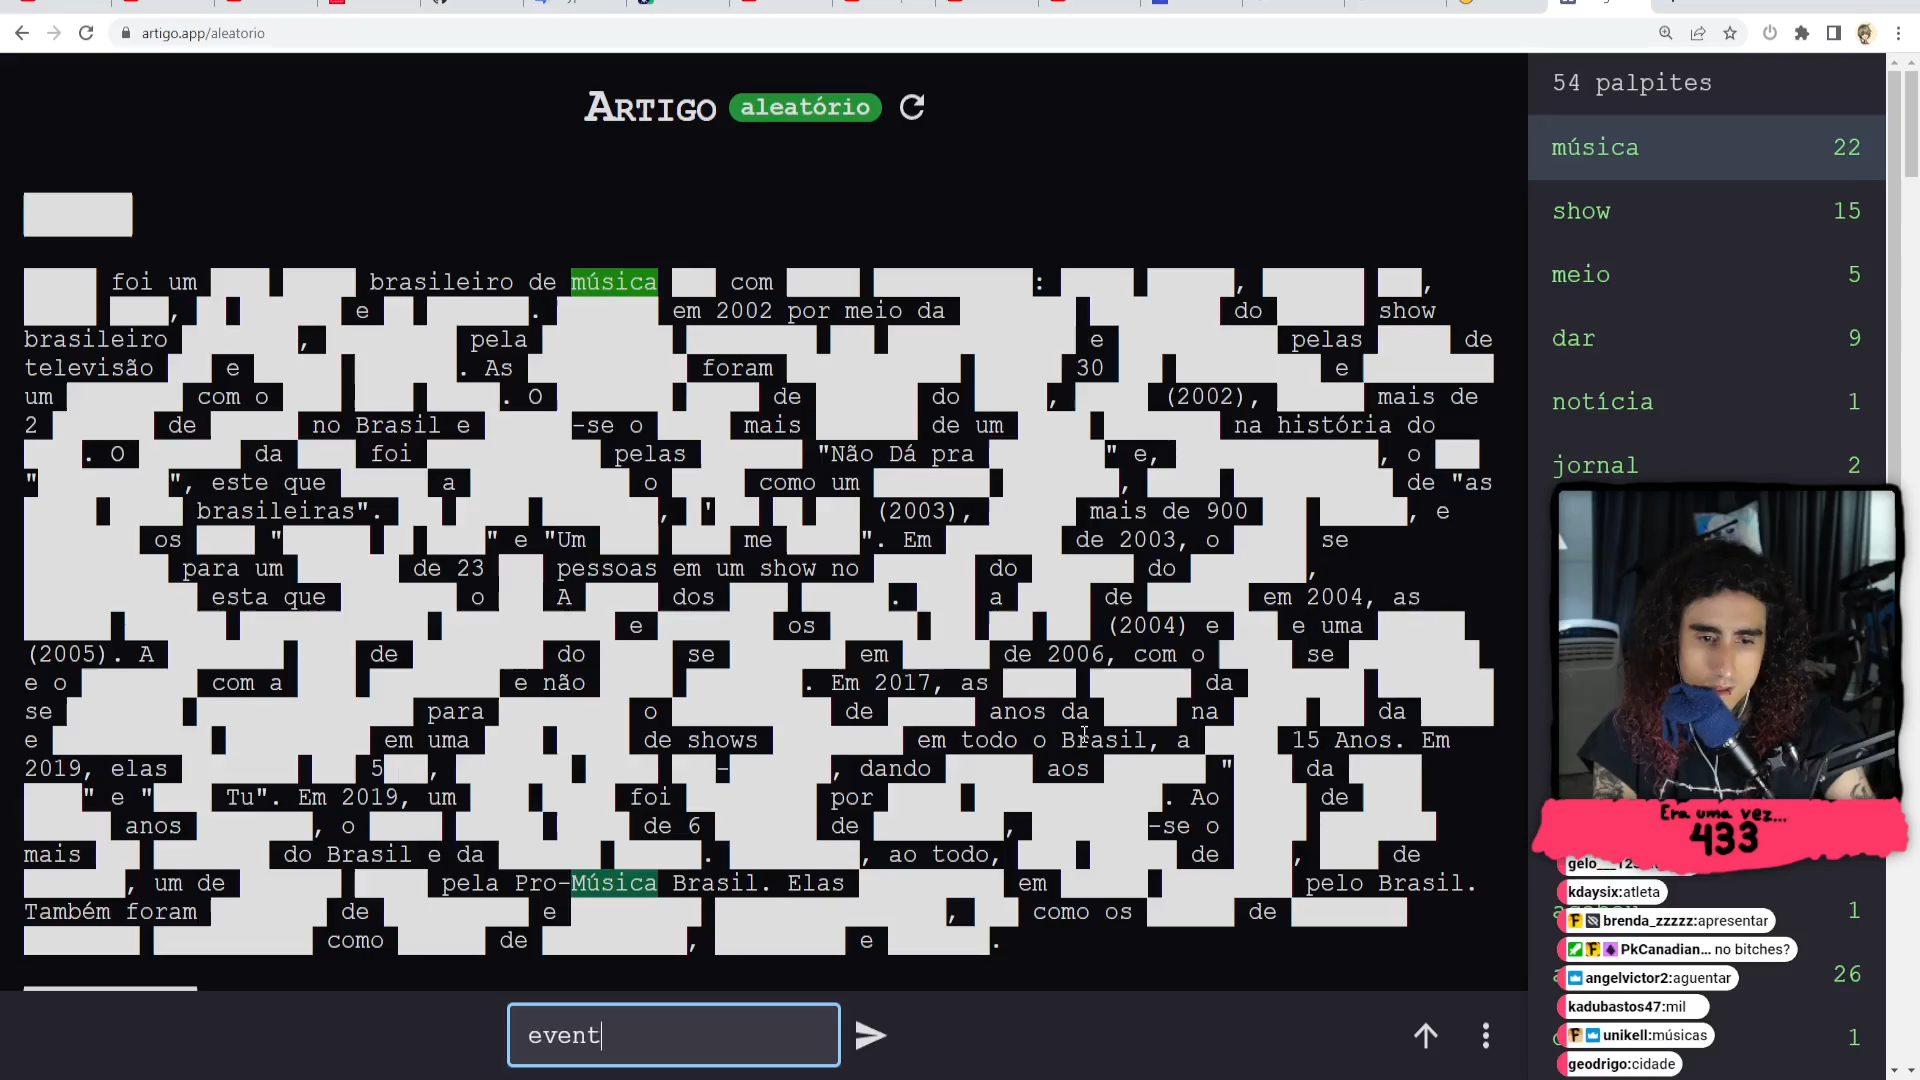 artigo.app/aleatorio
ARTIGO aleatório
foi um brasileiro de música com :  ,  ,
, e . em 2002 por meio da do show
brasileiro , pela e pelas de
televisão e . As foram 30 e
um com o . O de do , (2002), mais de
2 de no Brasil e -se o mais de um na história do
. O da foi pelas "Não Dá pra " e, , o
" ", este que a o como um , de "as
brasileiras". , ' (2003), mais de 900 , e
os " " e "Um me ". Em de 2003, o se
para um de 23 pessoas em um show no do do ,
esta que o A dos . a de em 2004, as
e os (2004) e e uma
(2005). A de do se em de 2006, com o se
e o com a e não . Em 2017, as da
se para o de anos da na da
e em uma de shows em todo o Brasil, a 15 Anos. Em
2019, elas 5 , - , dando aos " da
" e " Tu". Em 2019, um foi por . Ao de
anos , o de 6 de , -se o
mais do Brasil e da . , ao todo, de , de
, um de pela Pro-Música Brasil. Elas em pelo Brasil.
Também foram de e , como os de
como de , e .
event
54 palpites
música 22
show 15
meio 5
dar 9
notícia 1
jornal 2
Era uma vez...
433
kdaysix:atleta
1
brenda_zzzzz:apresentar
PkCanadian... no bitches?
26
angelvictor2:aguentar
kadubastos47:mil
unikell:músicas
1
geodrigo:cidade